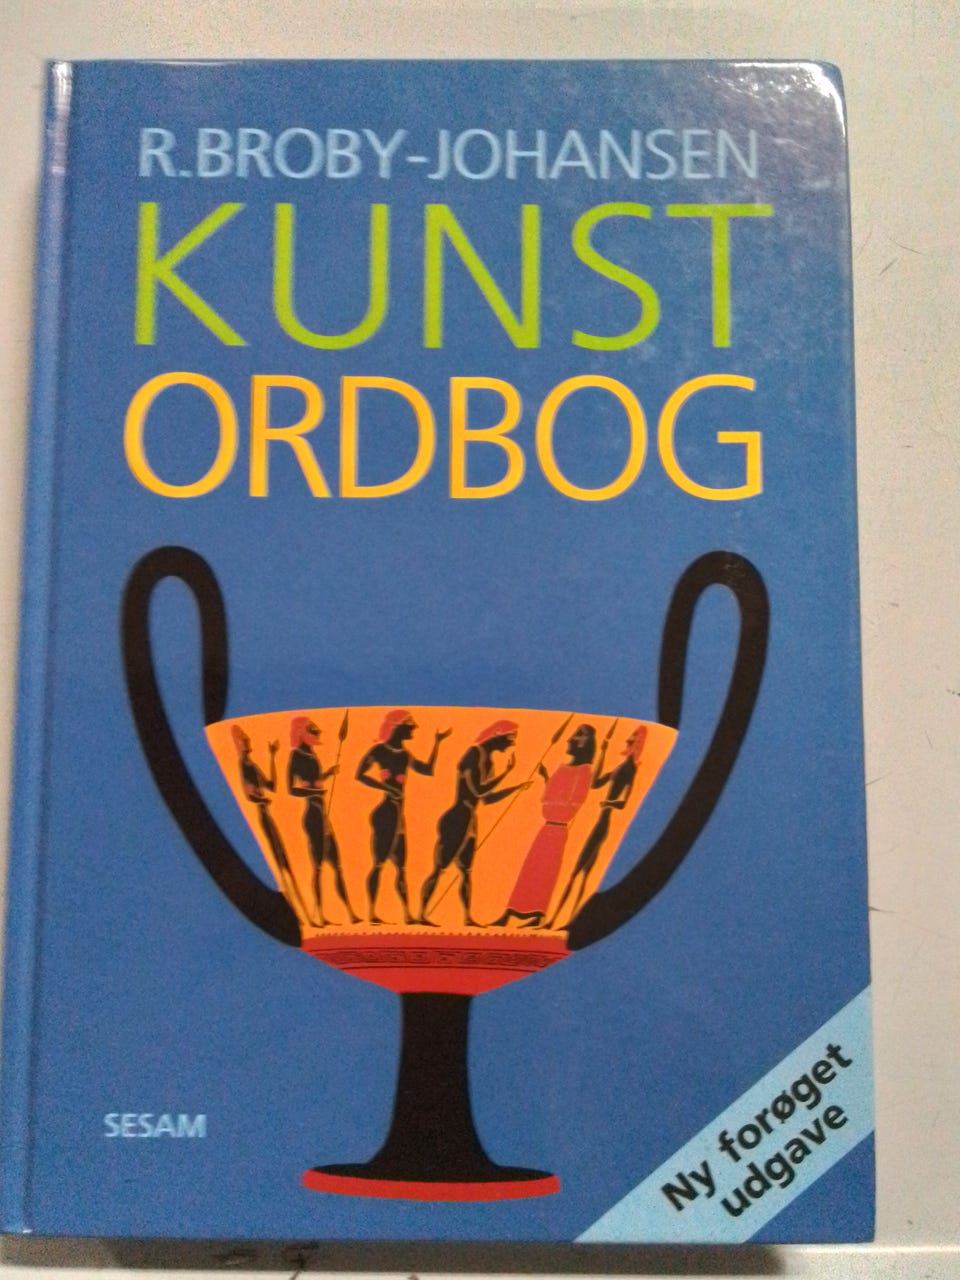 R.BROBY-JOHANSEN
KUNST
ORDBOG
SESAM
Ny forøget
udgave